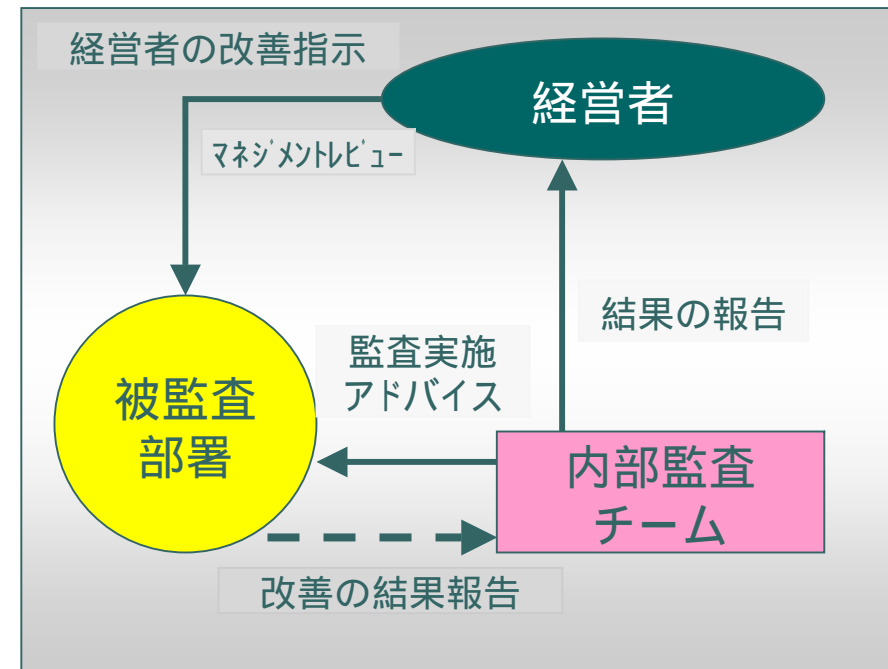 経営者の改善指示
経営者
ﾏﾈｼﾞﾒﾝﾄﾚﾋﾞｭｰ
結果の報告
監査実施
アドバイス
被監査
部署
内部監査
チーム
改善の結果報告